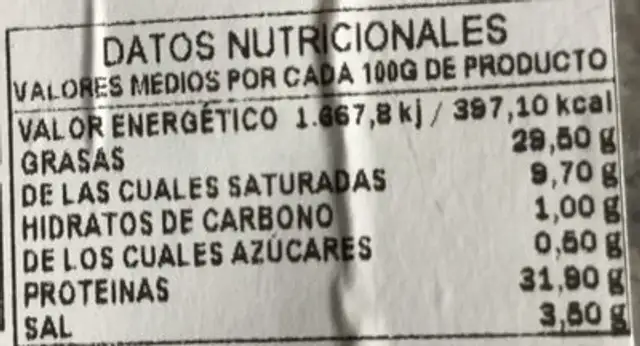 DATOS NUTRICIONALES
VALORES MEDIOS POR CADA 100G DE PRODUCTO
VALOR ENERGÉTICO 1.667,8 kj / 397,10 kcal
GRASAS 29,50 g
DE LAS CUALES SATURADAS 9,70 g
HIDRATOS DE CARBONO 1,00 g
DE LOS CUALES AZÚCARES 0,50 g
PROTEINAS 31,90 g
SAL 3,50 g